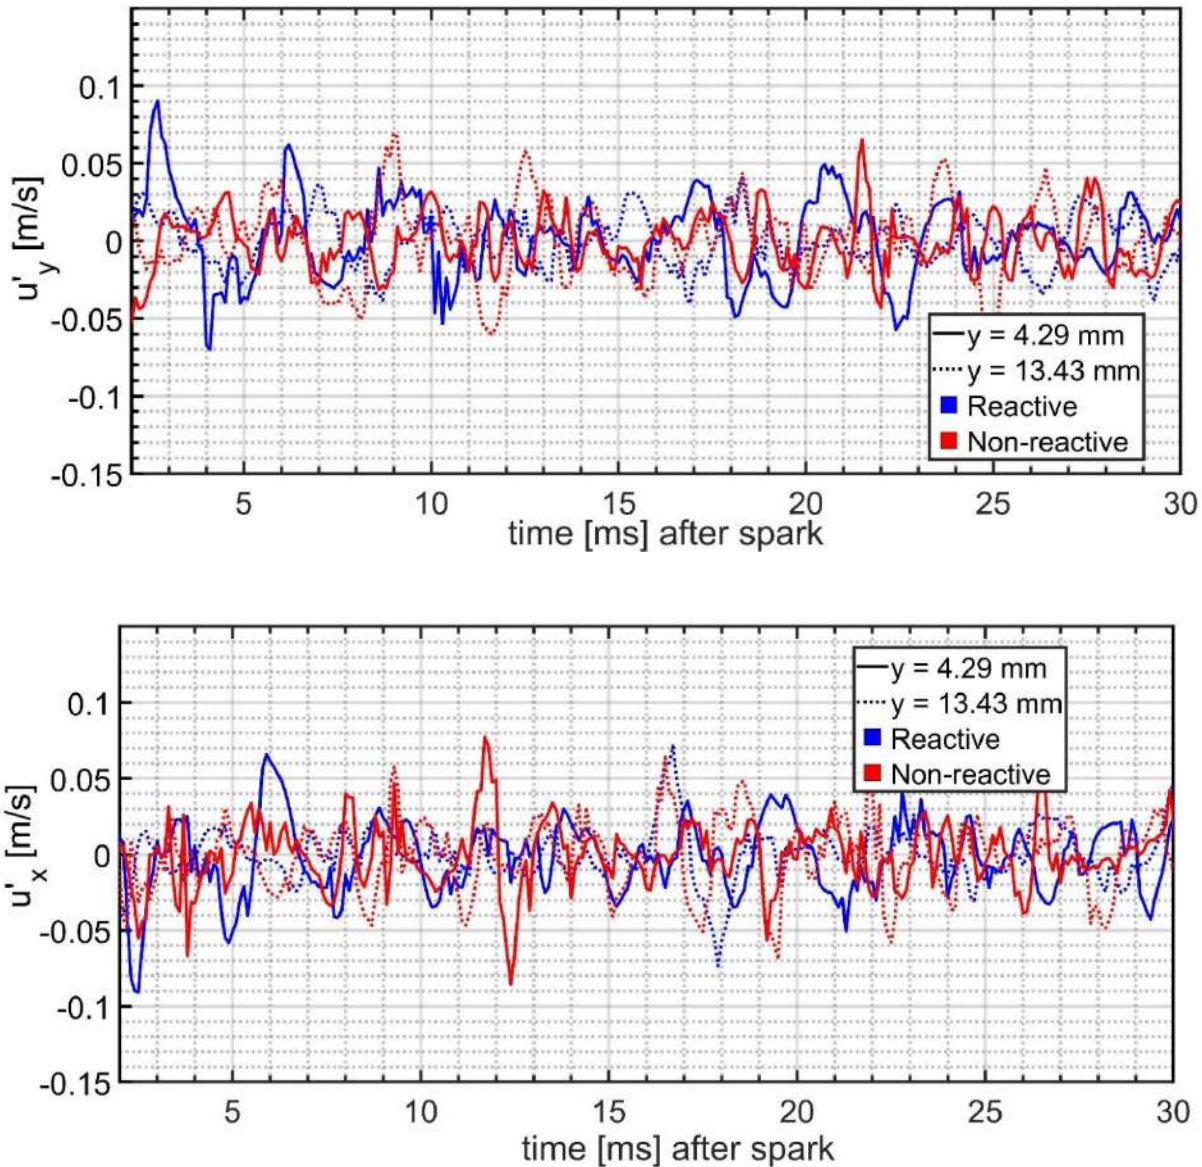 0.1
0.05
0
-0.05
-0.1
-0.15
u'y [m/s]
y = 4.29 mm
y = 13.43 mm
Reactive
Non-reactive
5 10 15 20 25 30
time [ms] after spark
0.1
0.05
0
-0.05
-0.1
-0.15
u'x [m/s]
y = 4.29 mm
y = 13.43 mm
Reactive
Non-reactive
5 10 15 20 25 30
time [ms] after spark